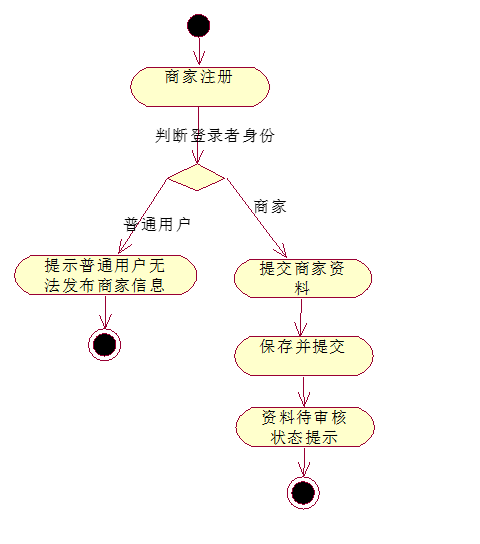 商家注册
判断登录者身份
普通用户
商家
提示普通用户无
法发布商家信息
提交商家资
料
保存并提交
资料待审核
状态提示